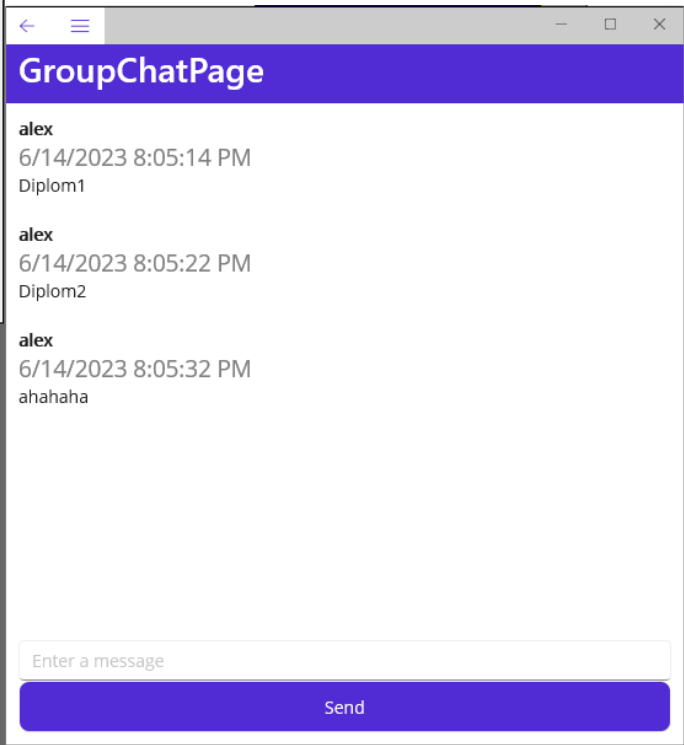 GroupChatPage
alex
6/14/2023 8:05:14 PM
Diplom1
alex
6/14/2023 8:05:22 PM
Diplom2
alex
6/14/2023 8:05:32 PM
ahahaha
Enter a message
Send